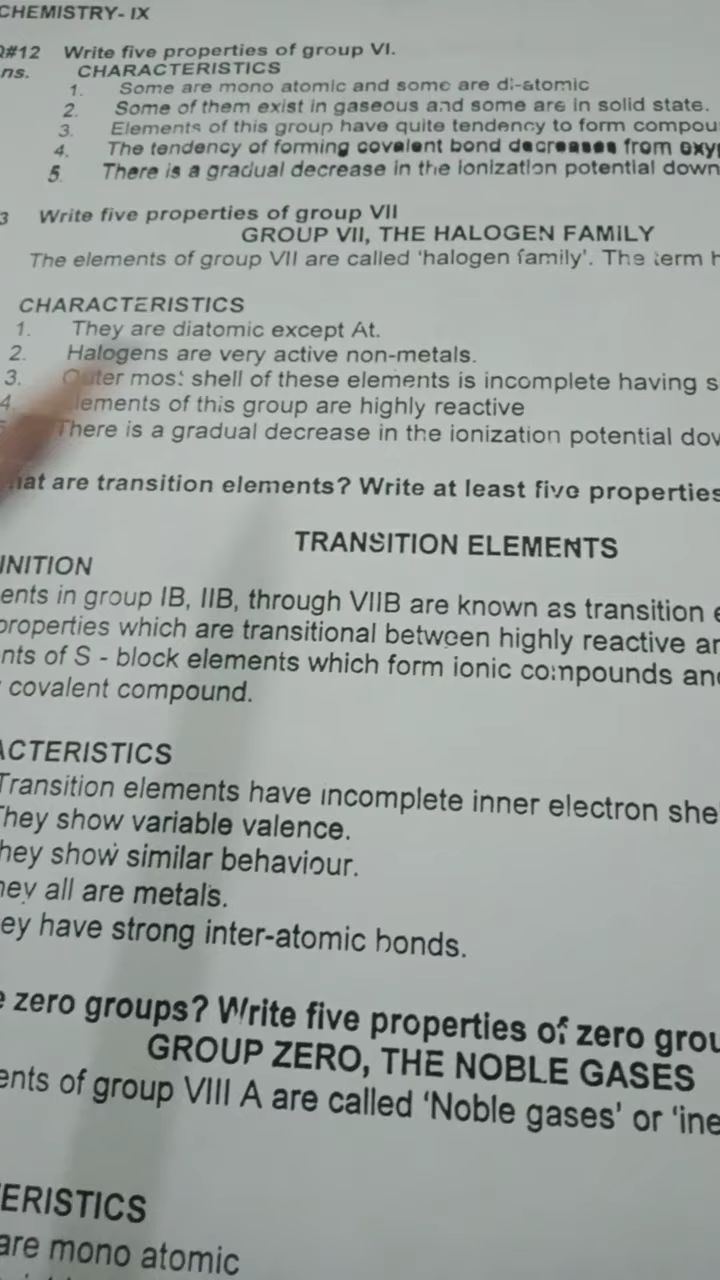 CHEMISTRY- IX
#12 Write five properties of group VI.
ns. CHARACTERISTICS
1. Some are mono atomic and some are di-atomic
2. Some of them exist in gaseous and some are in solid state.
3. Elements of this group have quite tendency to form compou
4. The tendency of forming covalent bond decreases from oxy
5. There is a gradual decrease in the ionization potential down
3 Write five properties of group VII
GROUP VII, THE HALOGEN FAMILY
The elements of group VII are called 'halogen family'. The term h
CHARACTERISTICS
1. They are diatomic except At.
2. Halogens are very active non-metals.
3. Outer most shell of these elements is incomplete having s
4. lements of this group are highly reactive
There is a gradual decrease in the ionization potential dow
hat are transition elements? Write at least five properties
TRANSITION ELEMENTS
INITION
ents in group IB, IIB, through VIIB are known as transition e
properties which are transitional between highly reactive an
nts of S - block elements which form ionic compounds and
covalent compound.
ACTERISTICS
Transition elements have incomplete inner electron she
They show variable valence.
hey show similar behaviour.
hey all are metals.
ey have strong inter-atomic bonds.
e zero groups? Write five properties of zero grou
GROUP ZERO, THE NOBLE GASES
ents of group VIII A are called 'Noble gases' or 'ine
ERISTICS
are mono atomic